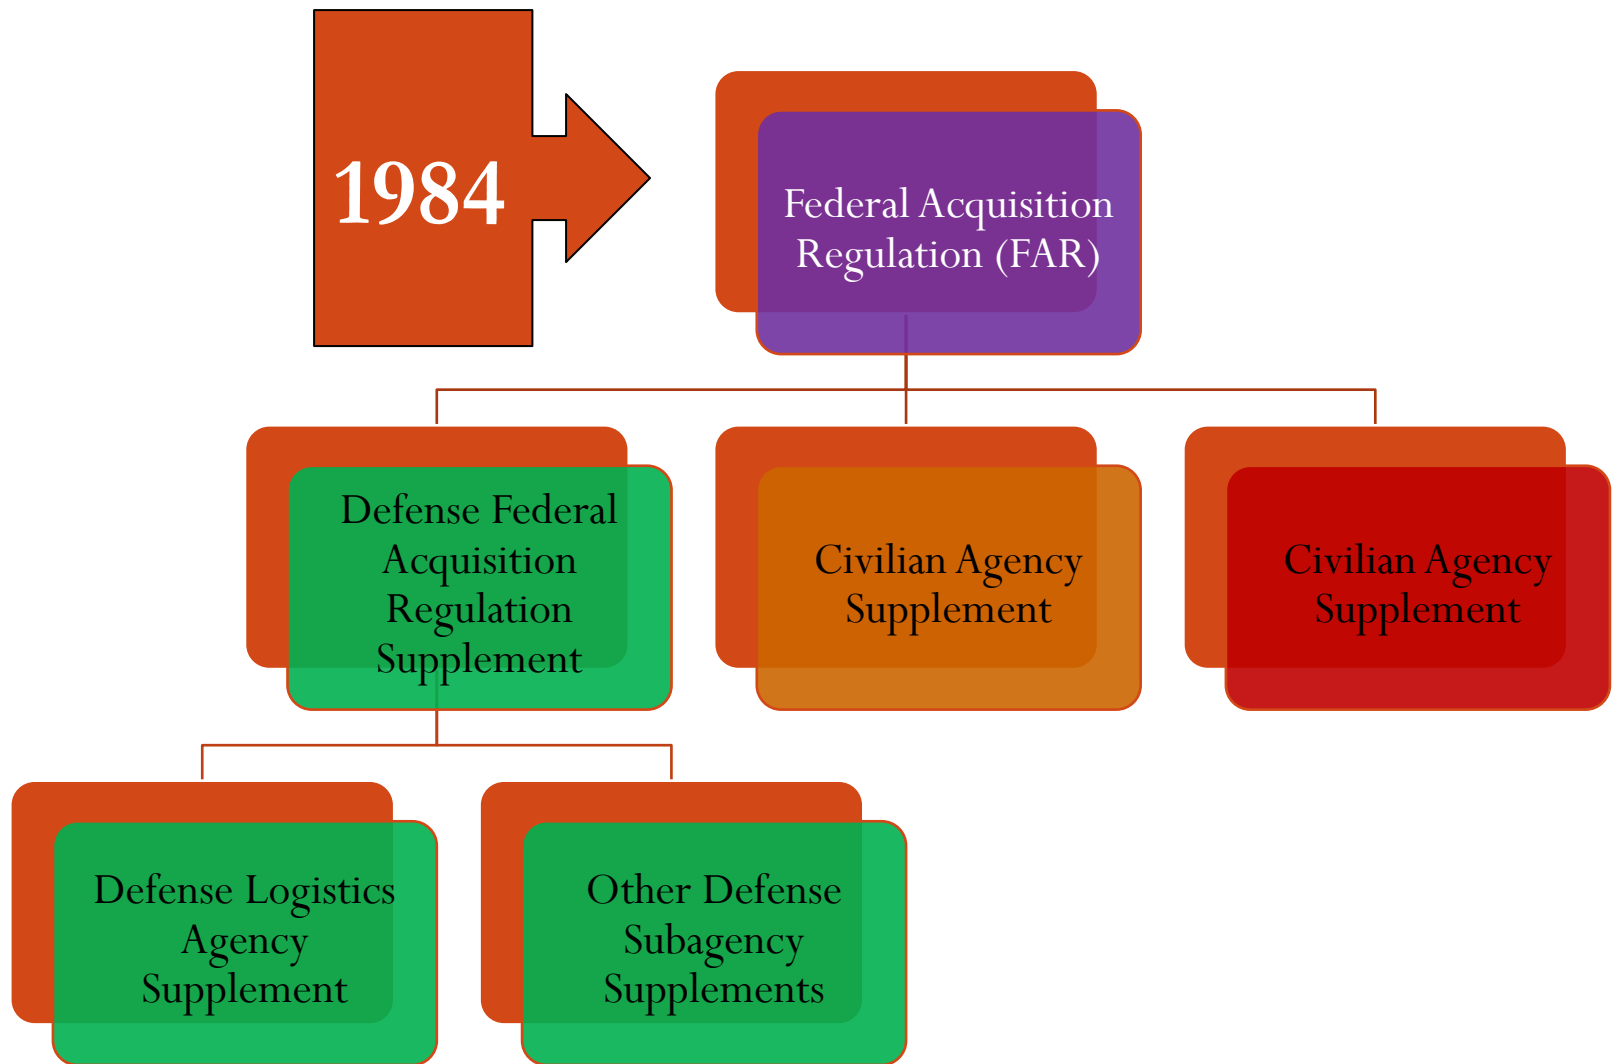 1984
Federal Acquisition
Regulation (FAR)
Defense Federal
Acquisition
Regulation
Supplement
Civilian Agency
Supplement
Civilian Agency
Supplement
Defense Logistics
Agency
Supplement
Other Defense
Subagency
Supplements